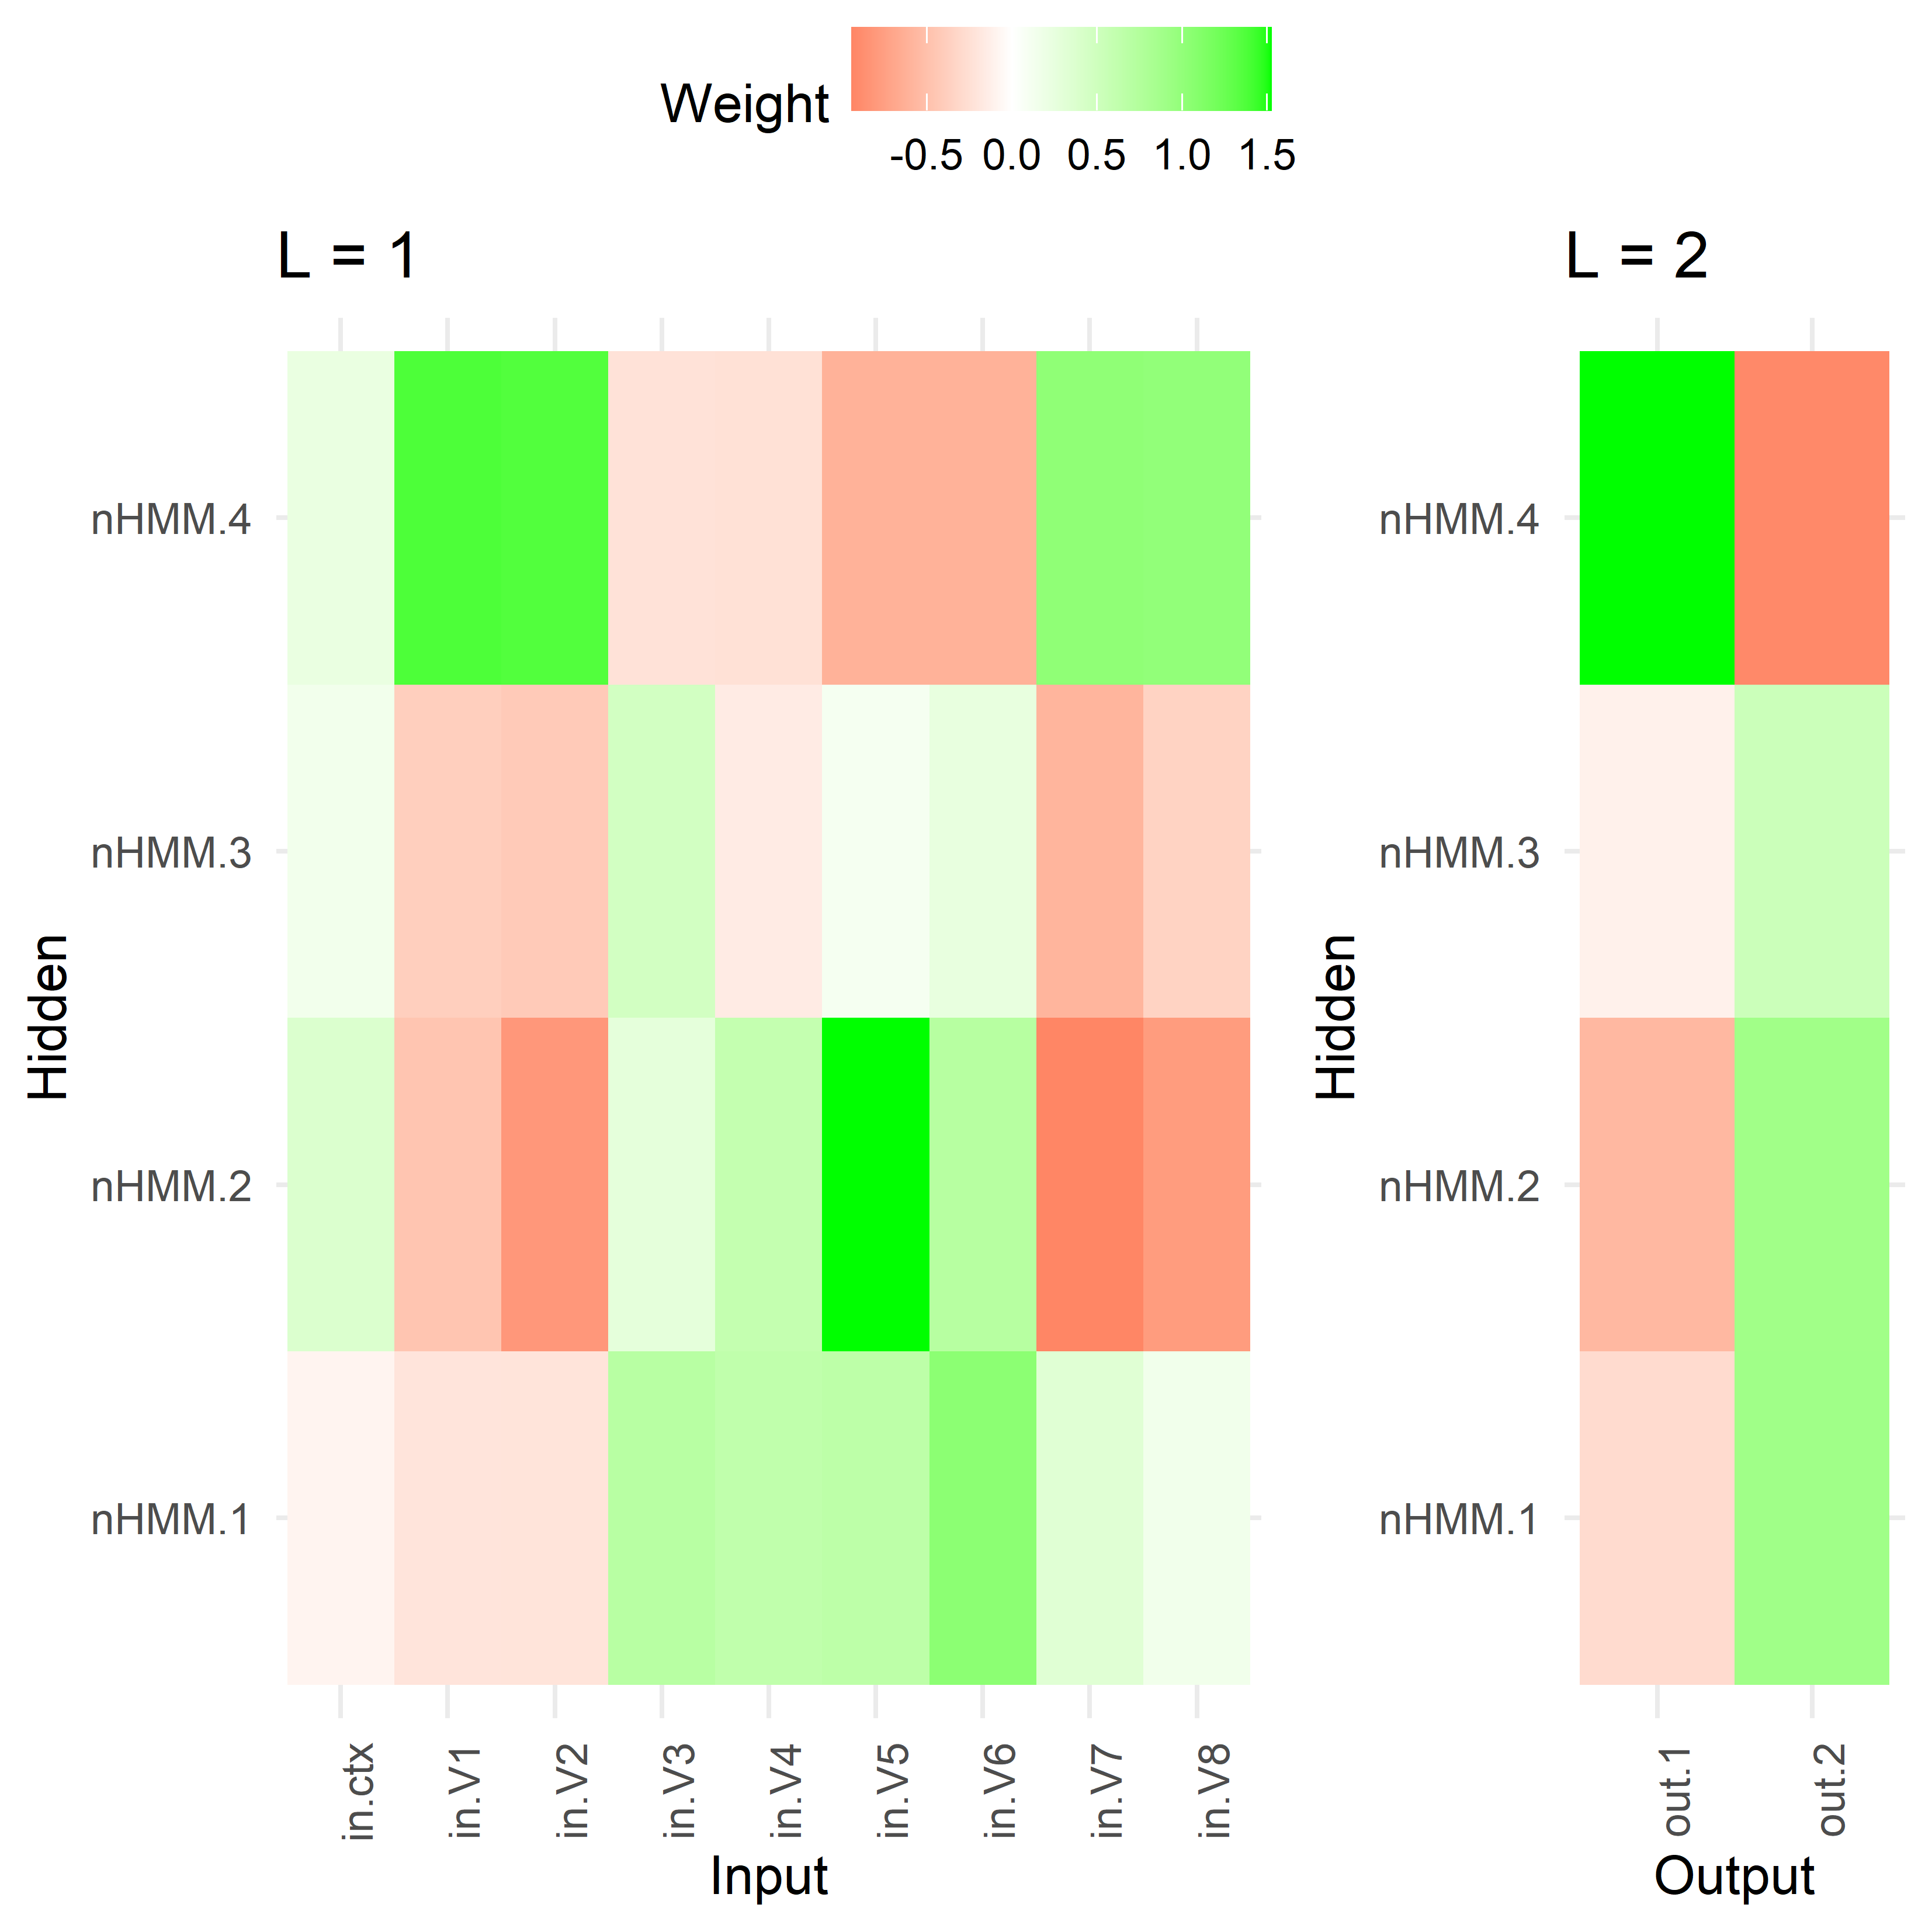 Weight
-0.5 0.0 0.5 1.0 1.5
L = 1
L = 2
Hidden
nHMM.4
nHMM.3
nHMM.2
nHMM.1
in.ctx
in.V1
in.V2
in.V3
in.V4
in.V5
in.V6
in.V7
in.V8
Input
Hidden
nHMM.4
nHMM.3
nHMM.2
nHMM.1
out.1
out.2
Output